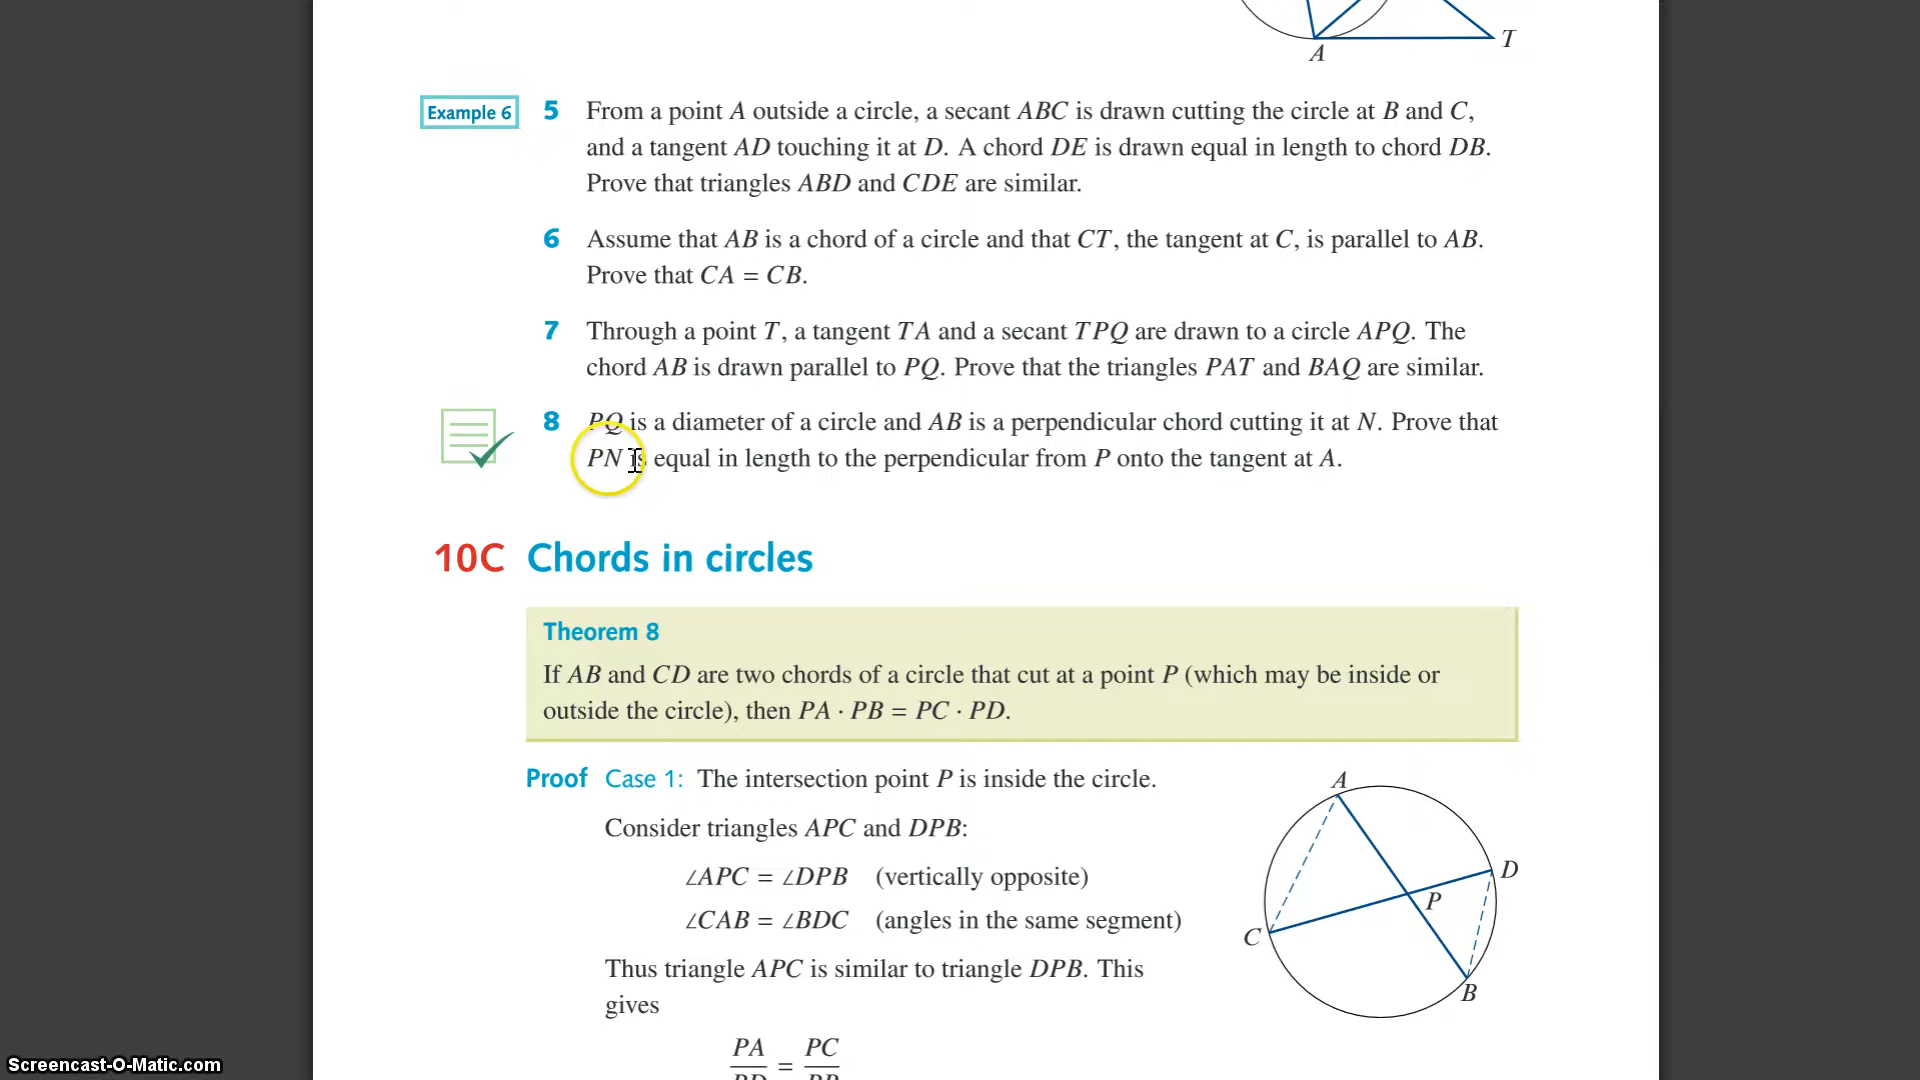 A
T
Example 6
5 From a point A outside a circle, a secant ABC is drawn cutting the circle at B and C,
and a tangent AD touching it at D. A chord DE is drawn equal in length to chord DB.
Prove that triangles ABD and CDE are similar.
6 Assume that AB is a chord of a circle and that CT, the tangent at C, is parallel to AB.
Prove that CA = CB.
7 Through a point T, a tangent TA and a secant TPQ are drawn to a circle APQ. The
chord AB is drawn parallel to PQ. Prove that the triangles PAT and BAQ are similar.
8 PQ is a diameter of a circle and AB is a perpendicular chord cutting it at N. Prove that
PN is equal in length to the perpendicular from P onto the tangent at A.
10C Chords in circles
Theorem 8
If AB and CD are two chords of a circle that cut at a point P (which may be inside or
outside the circle), then PA · PB = PC · PD.
Proof Case 1: The intersection point P is inside the circle.
Consider triangles APC and DPB:
∠APC = ∠DPB (vertically opposite)
∠CAB = ∠BDC (angles in the same segment)
Thus triangle APC is similar to triangle DPB. This
gives
PA = PC
A
D
P
C
B
Screencast-O-Matic.com